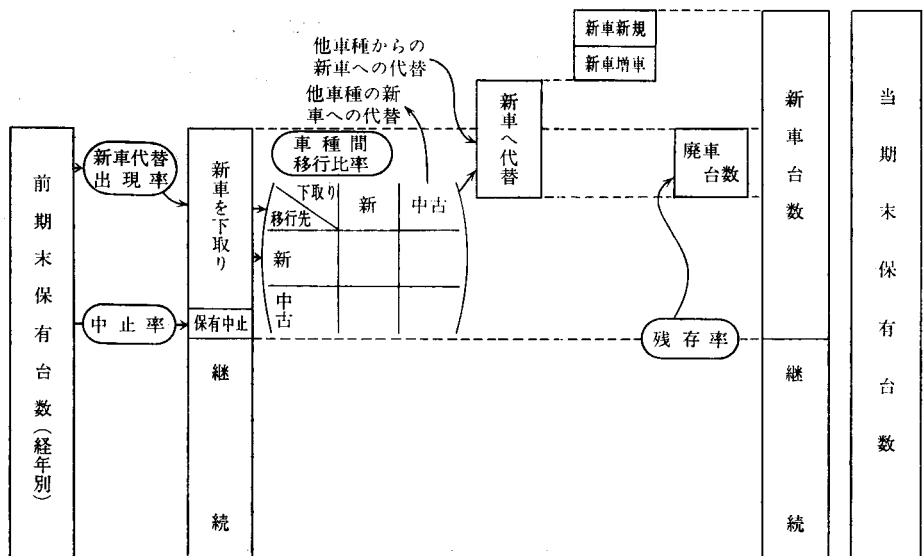 前期末保有台数(経年別)
新車代替
出現率
中止率
新車を下取り
保有中止
継続
車種間
移行比率
下取り
移行先
新
中古
新
中古
他車種からの
新車への代替
他車種の新
車への代替
新車へ代替
新車新規
新車増車
廃車
台数
残存率
新車台数
継続
当期末保有台数